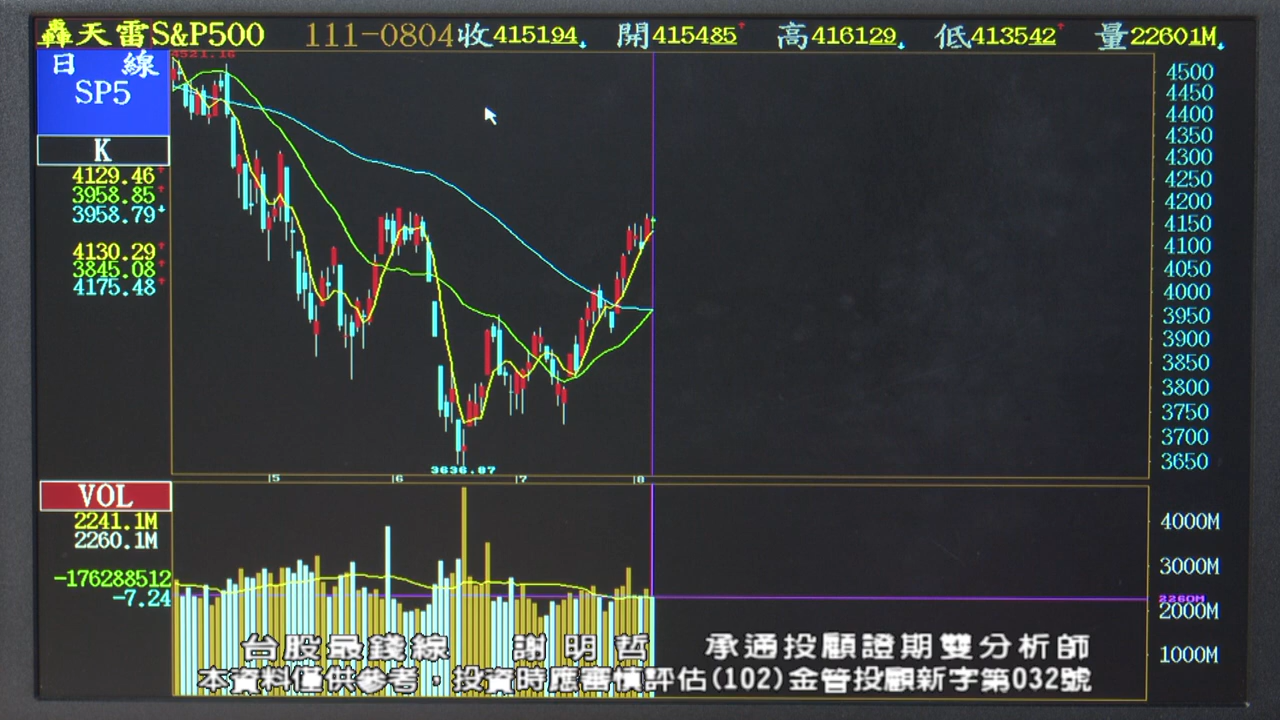 轟天雷S&P500 111-0804 收415194 開415485 高416129 低413542 量22601M
日 線
SP5
4521.16
K
4129.46
3958.85
3958.79
4130.29
3845.08
4175.48
4500
4450
4400
4350
4300
4250
4200
4150
4100
4050
4000
3950
3900
3850
3800
3750
3700
3650
3636.87
5 6 7 8
VOL
2241.1M
2260.1M
-176288512
-7.24
4000M
3000M
2260M
2000M
1000M
台股最錢線 謝明哲 承通投顧證期雙分析師
本資料僅供參考，投資時應審慎評估(102)金管投顧新字第032號